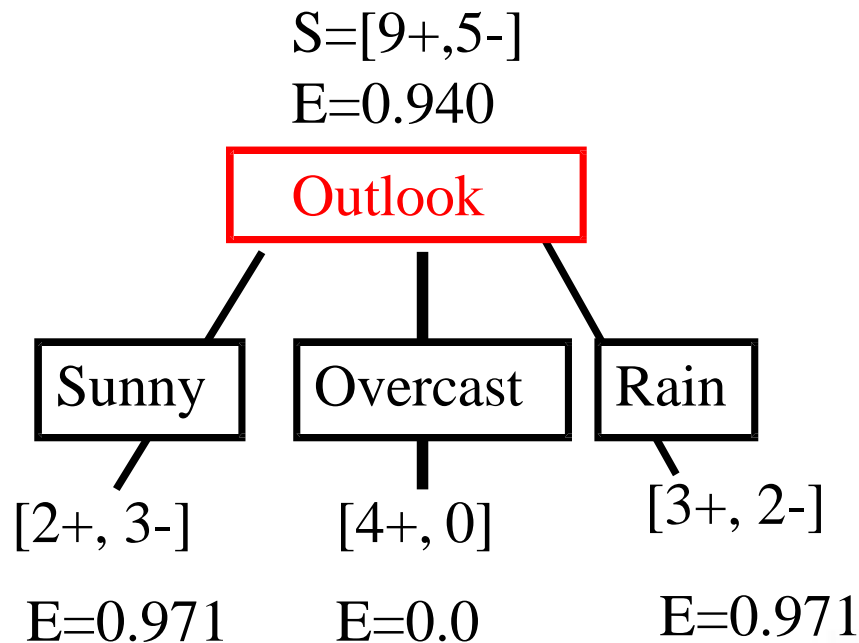 S=[9+,5-]
E=0.940
Outlook
Sunny
Overcast
Rain
[2+, 3-]
[4+, 0]
[3+, 2-]
E=0.971
E=0.0
E=0.971